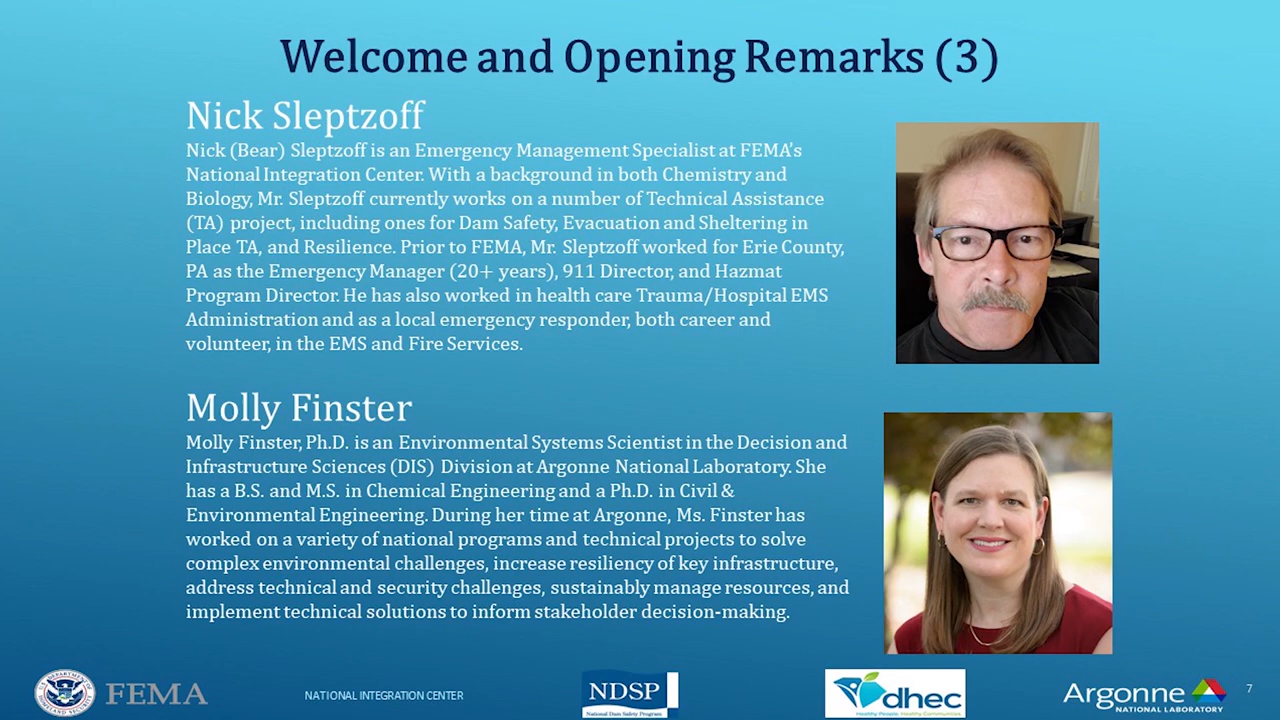 Welcome and Opening Remarks (3)
Nick Sleptzoff
Nick (Bear) Sleptzoff is an Emergency Management Specialist at FEMA's
National Integration Center. With a background in both Chemistry and
Biology, Mr. Sleptzoff currently works on a number of Technical Assistance
(TA) project, including ones for Dam Safety, Evacuation and Sheltering in
Place TA, and Resilience. Prior to FEMA, Mr. Sleptzoff worked for Erie County,
PA as the Emergency Manager (20+ years), 911 Director, and Hazmat
Program Director. He has also worked in health care Trauma/Hospital EMS
Administration and as a local emergency responder, both career and
volunteer, in the EMS and Fire Services.
Molly Finster
Molly Finster, Ph.D. is an Environmental Systems Scientist in the Decision and
Infrastructure Sciences (DIS) Division at Argonne National Laboratory. She
has a B.S. and M.S. in Chemical Engineering and a Ph.D. in Civil &
Environmental Engineering. During her time at Argonne, Ms. Finster has
worked on a variety of national programs and technical projects to solve
complex environmental challenges, increase resiliency of key infrastructure,
address technical and security challenges, sustainably manage resources, and
implement technical solutions to inform stakeholder decision-making.
FEMA
NATIONAL INTEGRATION CENTER
NDSP
National Dam Safety Program
dhec
Healthy People. Healthy Communities.
Argonne
NATIONAL LABORATORY
7